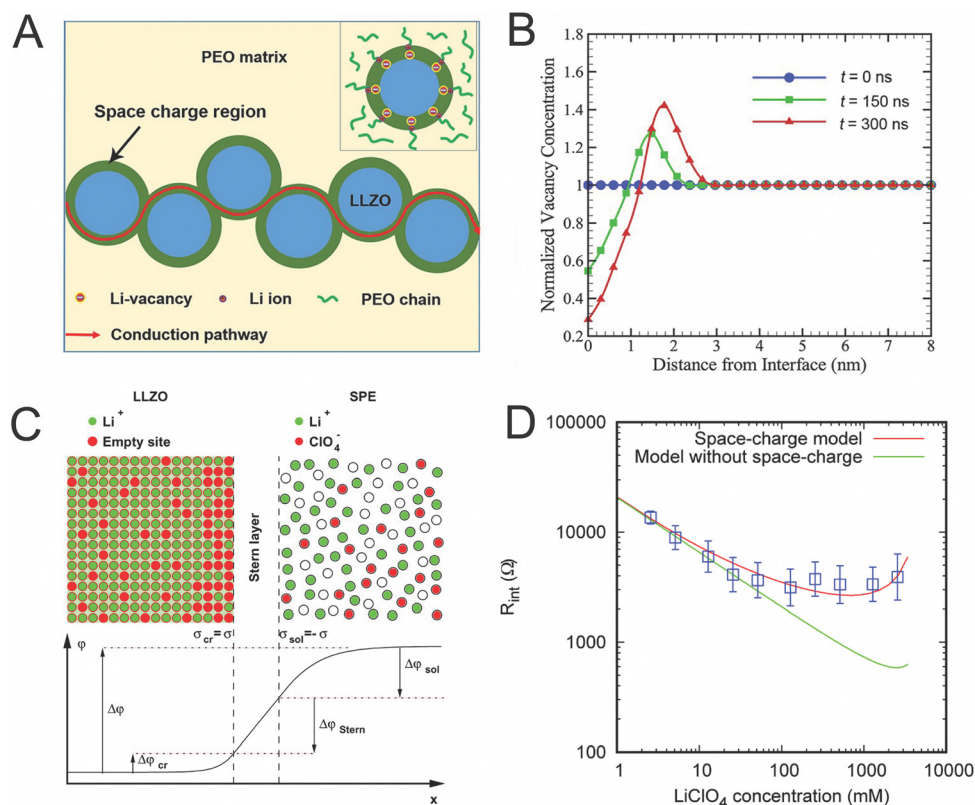 A
PEO matrix
Space charge region
LLZO
Li-vacancy
Li ion
PEO chain
Conduction pathway
B
Normalized Vacancy Concentration
1.8
1.6
1.4
1.2
1
0.8
0.6
0.4
0.2
t = 0 ns
t = 150 ns
t = 300 ns
0 1 2 3 4 5 6 7 8
Distance from Interface (nm)
C
LLZO
Li+
Empty site
SPE
Li+
ClO4-
Stern layer
σcr=σ
σsol=-σ
φ
Δφ
Δφcr
Δφsol
ΔφStern
x
D
Rint (Ω)
100000
10000
1000
100
Space-charge model
Model without space-charge
1 10 100 1000 10000
LiClO4 concentration (mM)